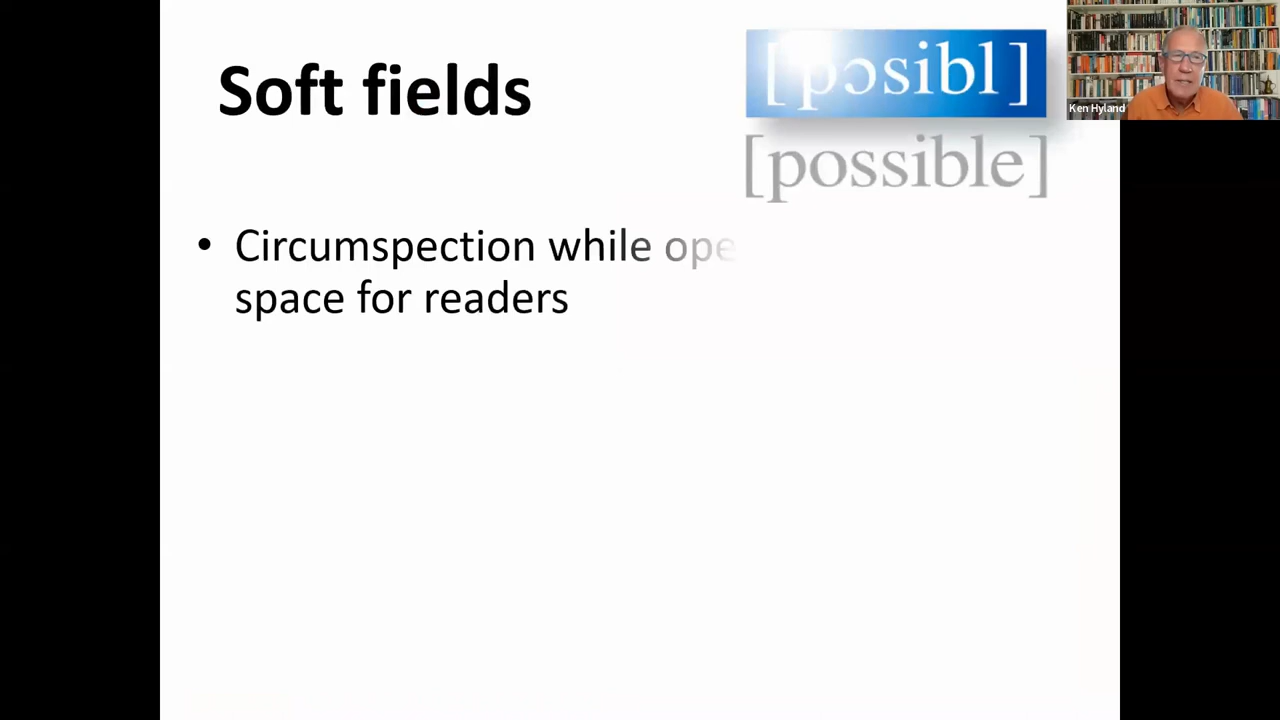 Soft fields
[pɔsibl]
[possible]
Ken Hyland
• Circumspection while ope
space for readers